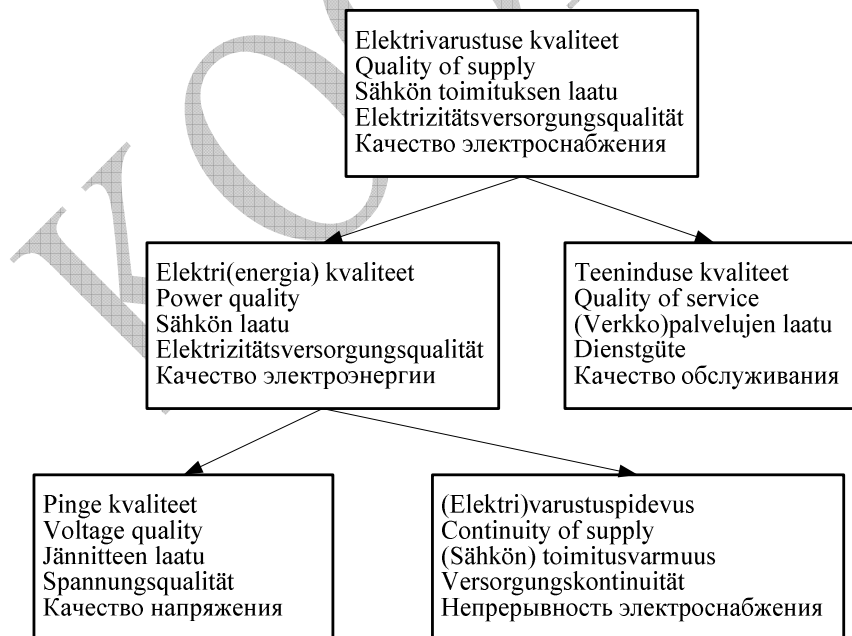 Elektrivarustuse kvaliteet
Quality of supply
Sähkön toimituksen laatu
Elektrizitätsversorgungsqualität
Качество электроснабжения
Elektri(energia) kvaliteet
Power quality
Sähkön laatu
Elektrizitätsversorgungsqualität
Качество электроэнергии
Teeninduse kvaliteet
Quality of service
(Verkko)palvelujen laatu
Dienstgüte
Качество обслуживания
Pinge kvaliteet
Voltage quality
Jännitteen laatu
Spannungsqualität
Качество напряжения
(Elektri)varustuspidevus
Continuity of supply
(Sähkön) toimitusvarmuus
Versorgungskontinuität
Непрерывность электроснабжения